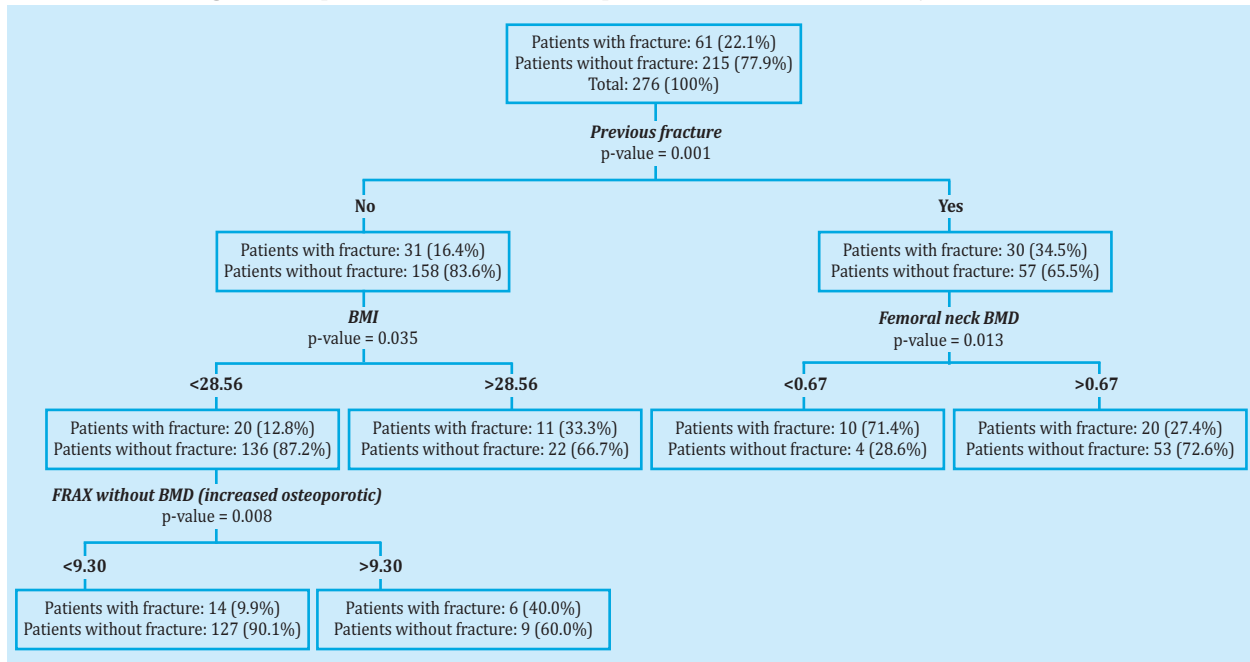 Patients with fracture: 61 (22.1%)
Patients without fracture: 215 (77.9%)
Total: 276 (100%)
Previous fracture
p-value = 0.001
No
Yes
Patients with fracture: 31 (16.4%)
Patients without fracture: 158 (83.6%)
Patients with fracture: 30 (34.5%)
Patients without fracture: 57 (65.5%)
BMI
p-value = 0.035
Femoral neck BMD
p-value = 0.013
<28.56
>28.56
<0.67
>0.67
Patients with fracture: 20 (12.8%)
Patients without fracture: 136 (87.2%)
Patients with fracture: 11 (33.3%)
Patients without fracture: 22 (66.7%)
Patients with fracture: 10 (71.4%)
Patients without fracture: 4 (28.6%)
Patients with fracture: 20 (27.4%)
Patients without fracture: 53 (72.6%)
FRAX without BMD (increased osteoporotic)
p-value = 0.008
<9.30
>9.30
Patients with fracture: 14 (9.9%)
Patients without fracture: 127 (90.1%)
Patients with fracture: 6 (40.0%)
Patients without fracture: 9 (60.0%)